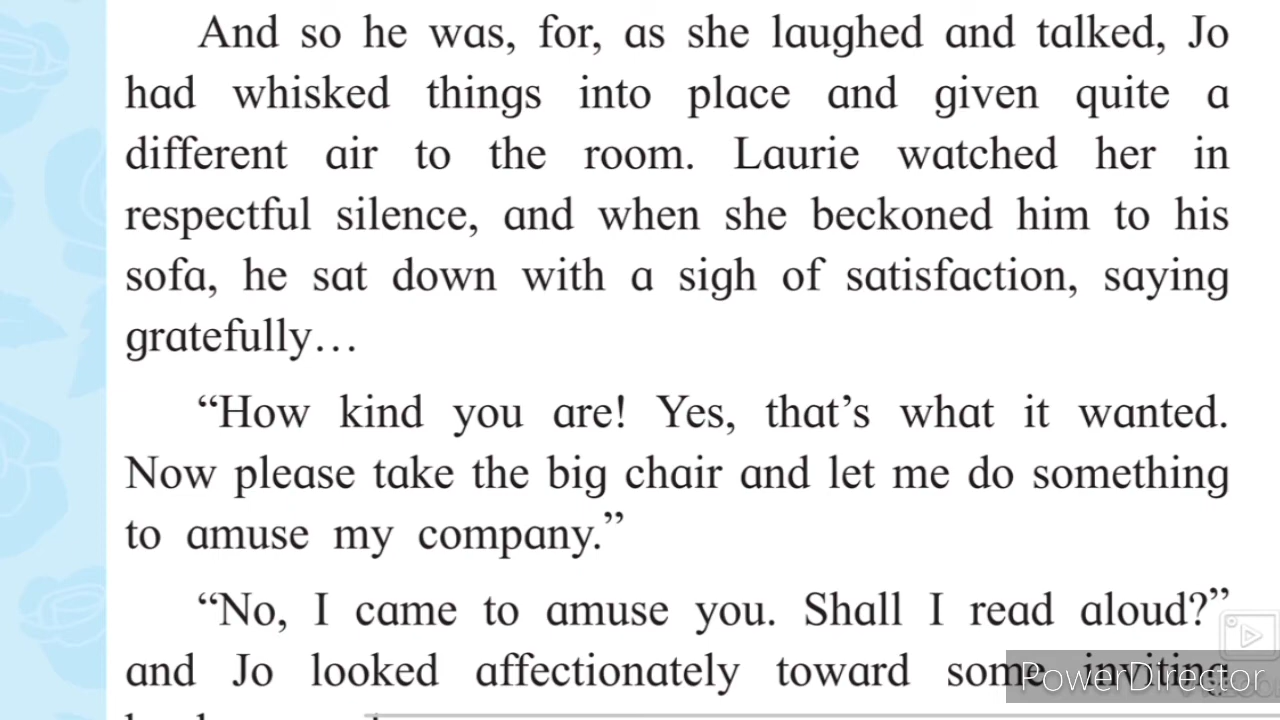 And so he was, for, as she laughed and talked, Jo
had whisked things into place and given quite a
different air to the room. Laurie watched her in
respectful silence, and when she beckoned him to his
sofa, he sat down with a sigh of satisfaction, saying
gratefully…
“How kind you are! Yes, that’s what it wanted.
Now please take the big chair and let me do something
to amuse my company.”
“No, I came to amuse you. Shall I read aloud?”
and Jo looked affectionately toward some inviting
PowerDirector